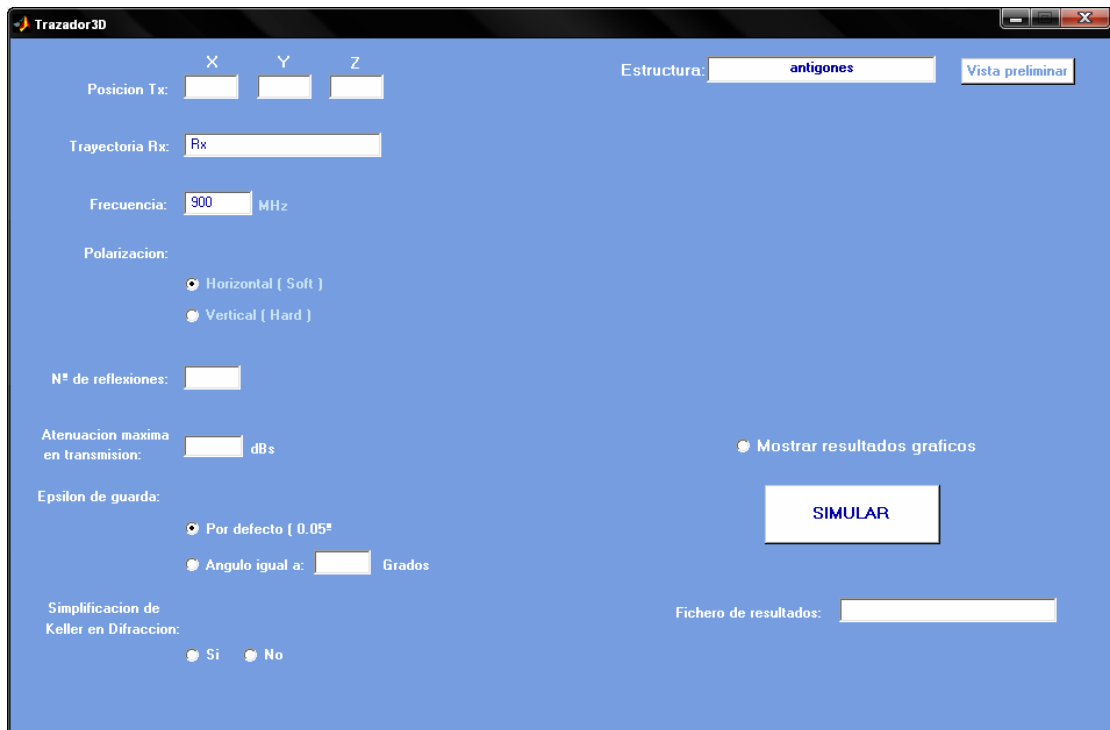 Trazador3D
X Y Z
Posicion Tx:
Estructura: antigones
Vista preliminar
Trayectoria Rx: Rx
Frecuencia: 900 MHz
Polarizacion:
Horizontal ( Soft )
Vertical ( Hard )
Nº de reflexiones:
Atenuacion maxima
en transmision: dBs
Mostrar resultados graficos
Epsilon de guarda:
SIMULAR
Por defecto ( 0.05º
Angulo igual a: Grados
Simplificacion de
Keller en Difraccion:
Fichero de resultados:
Si No